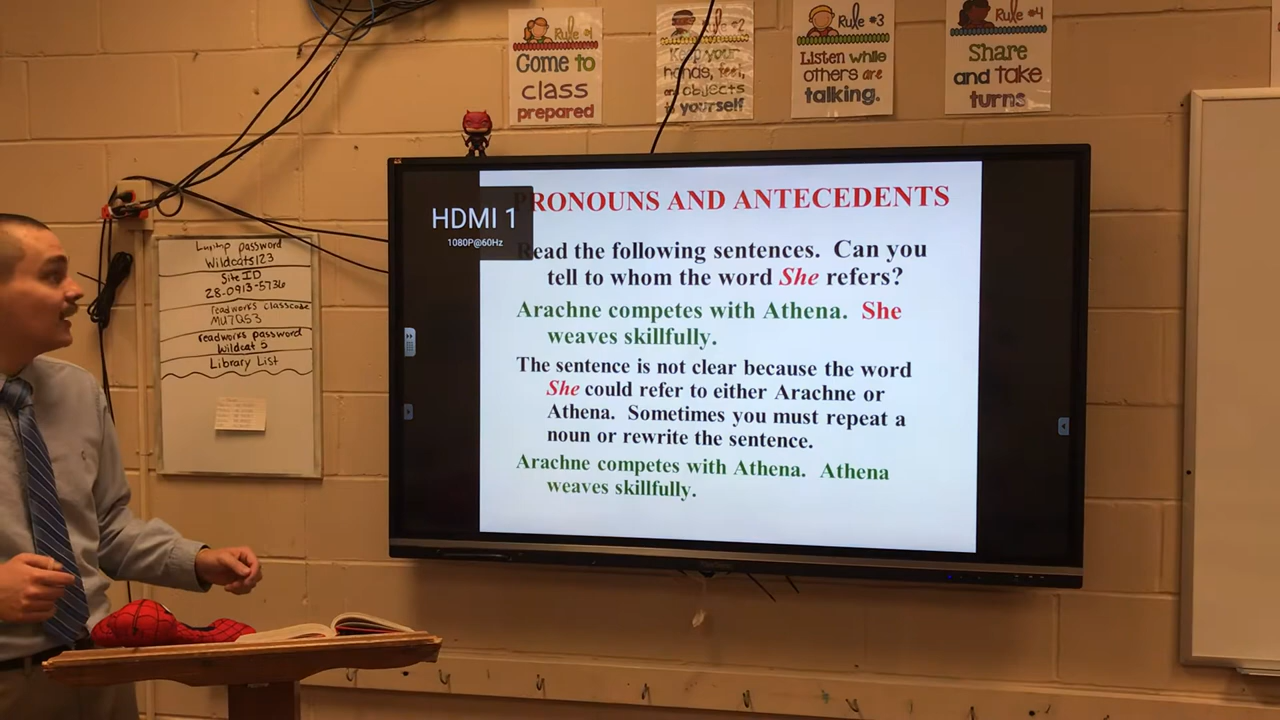 Rule #1
Come to
class
prepared
Rule #2
Keep your
hands, feet,
and objects
to yourself
Rule #3
Listen while
others are
talking.
Rule #4
Share
and take
turns
HDMI 1
1080P@60Hz
PRONOUNS AND ANTECEDENTS
Read the following sentences. Can you
tell to whom the word She refers?
Arachne competes with Athena. She
weaves skillfully.
The sentence is not clear because the word
She could refer to either Arachne or
Athena. Sometimes you must repeat a
noun or rewrite the sentence.
Arachne competes with Athena. Athena
weaves skillfully.
password
Wildcats123
Site ID
28-0913-5736
readworks classcode
MU7Q53
readworks password
Wildcat 5
Library List